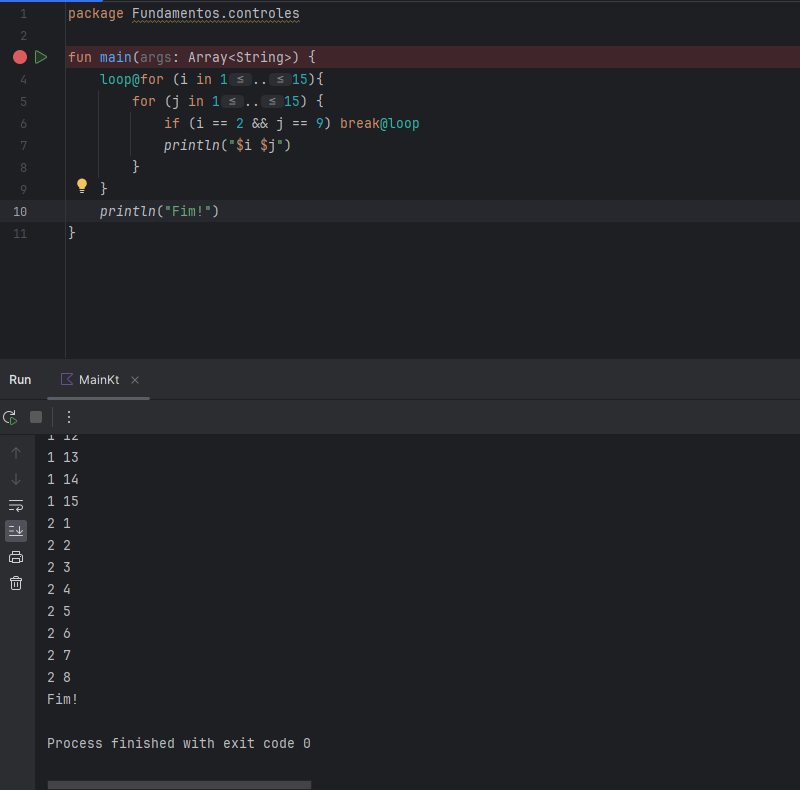 1 package Fundamentos.controles
2
fun main(args: Array<String>) {
4 loop@for (i in 1 ≤ .. ≤ 15){
5 for (j in 1 ≤ .. ≤ 15) {
6 if (i == 2 && j == 9) break@loop
7 println("$i $j")
8 }
9 }
10 println("Fim!")
11 }
Run MainKt
1 12
1 13
1 14
1 15
2 1
2 2
2 3
2 4
2 5
2 6
2 7
2 8
Fim!
Process finished with exit code 0